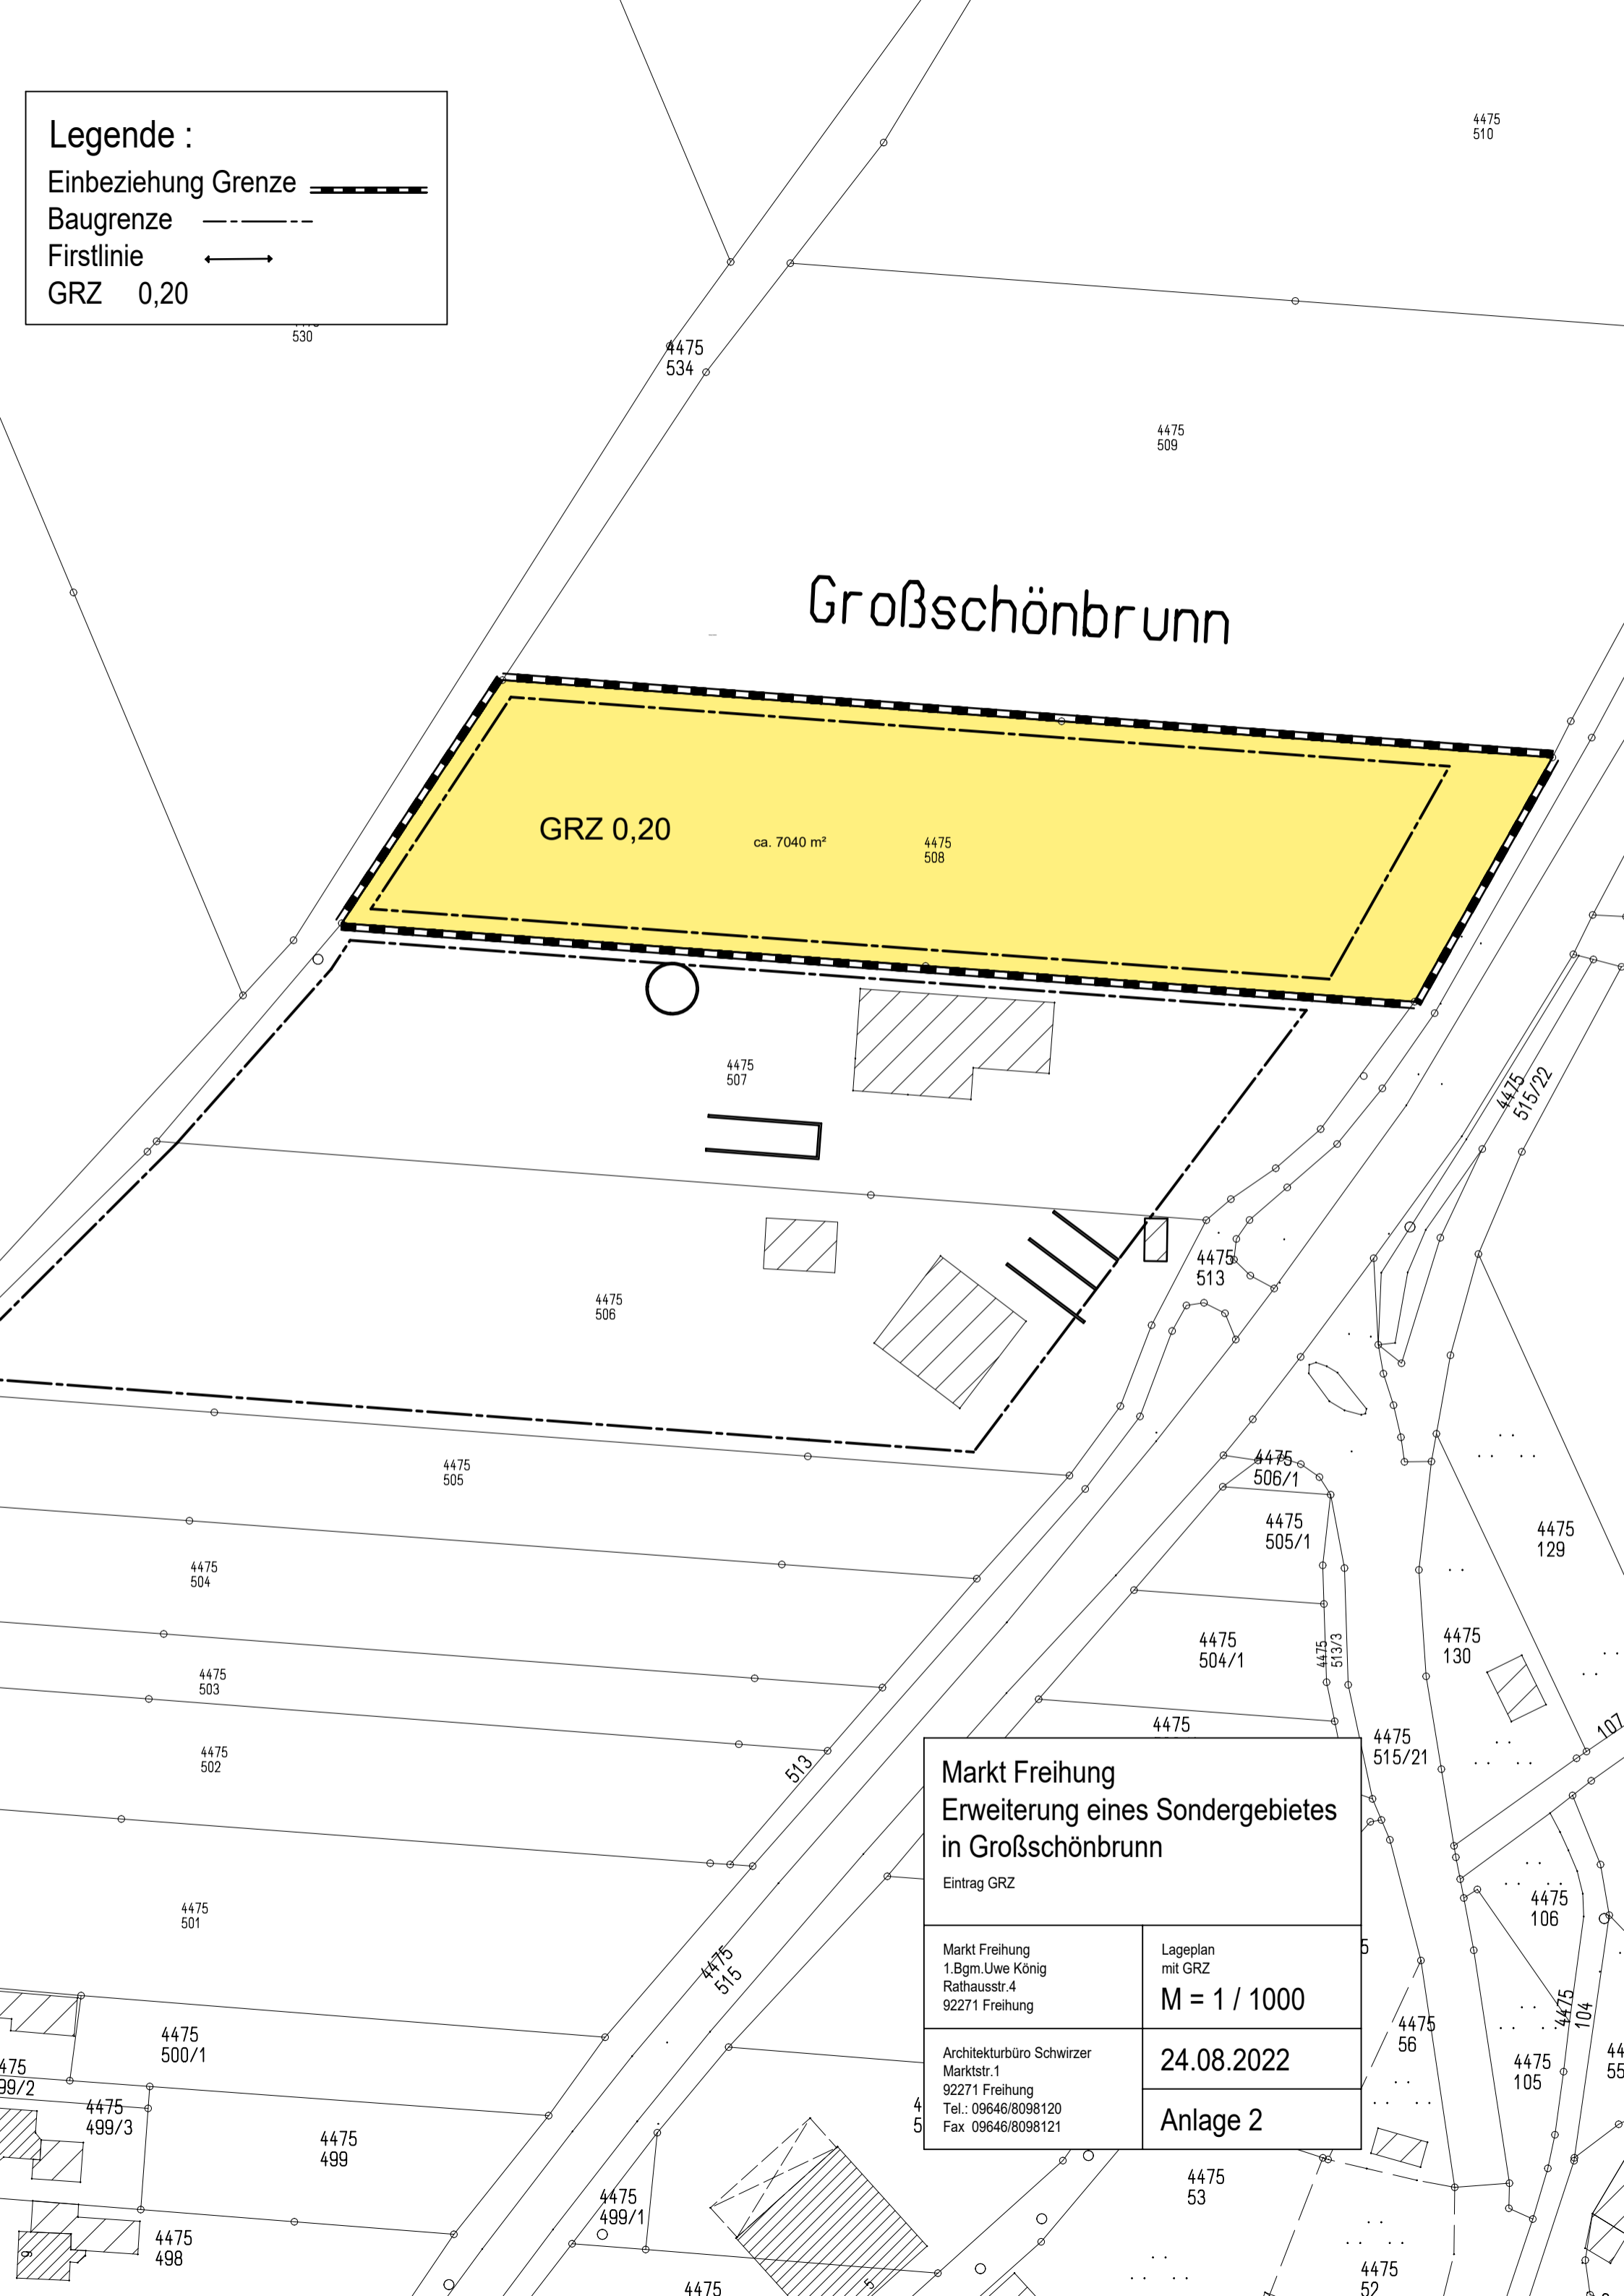 Legende :
Einbeziehung Grenze
Baugrenze
Firstlinie
GRZ 0,20
530
4475
510
4475
534
4475
509
Großschönbrunn
GRZ 0,20
ca. 7040 m²
4475
508
4475
507
4475
515/22
4475
513
4475
506
4475
505
4475
506/1
4475
505/1
4475
129
4475
504
4475
504/1
4475
513/3
4475
130
4475
503
4475
502
513
4475
4475
515/21
107
Markt Freihung
Erweiterung eines Sondergebietes
in Großschönbrunn
Eintrag GRZ
Markt Freihung
1.Bgm.Uwe König
Rathausstr.4
92271 Freihung
Lageplan
mit GRZ
M = 1 / 1000
Architekturbüro Schwirzer
Marktstr.1
92271 Freihung
Tel.: 09646/8098120
Fax 09646/8098121
24.08.2022
Anlage 2
4475
501
4475
515
4475
106
4475
104
4475
56
4475
105
4475
500/1
4475
499/3
4475
499
4475
499/1
4475
498
4475
53
4475
52
4475
5